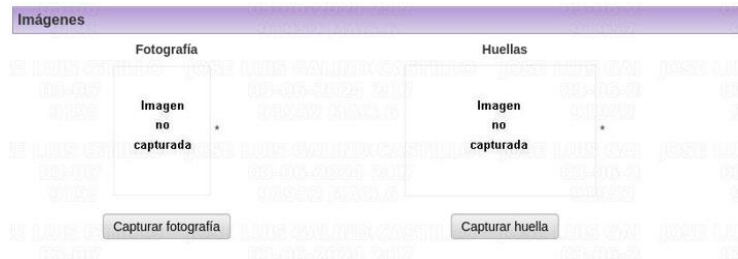 Imágenes
Fotografía
Huellas
Imagen
no
capturada
*
Imagen
no
capturada
*
Capturar fotografía
Capturar huella